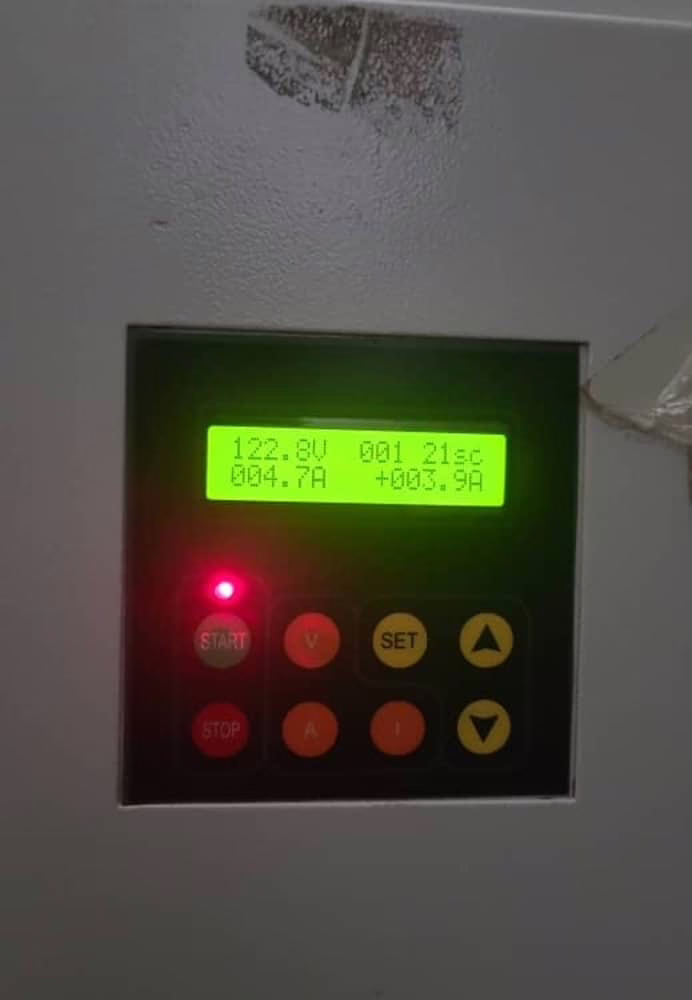 122.8V 001 21sc
004.7A +003.9A
START V SET
STOP A I